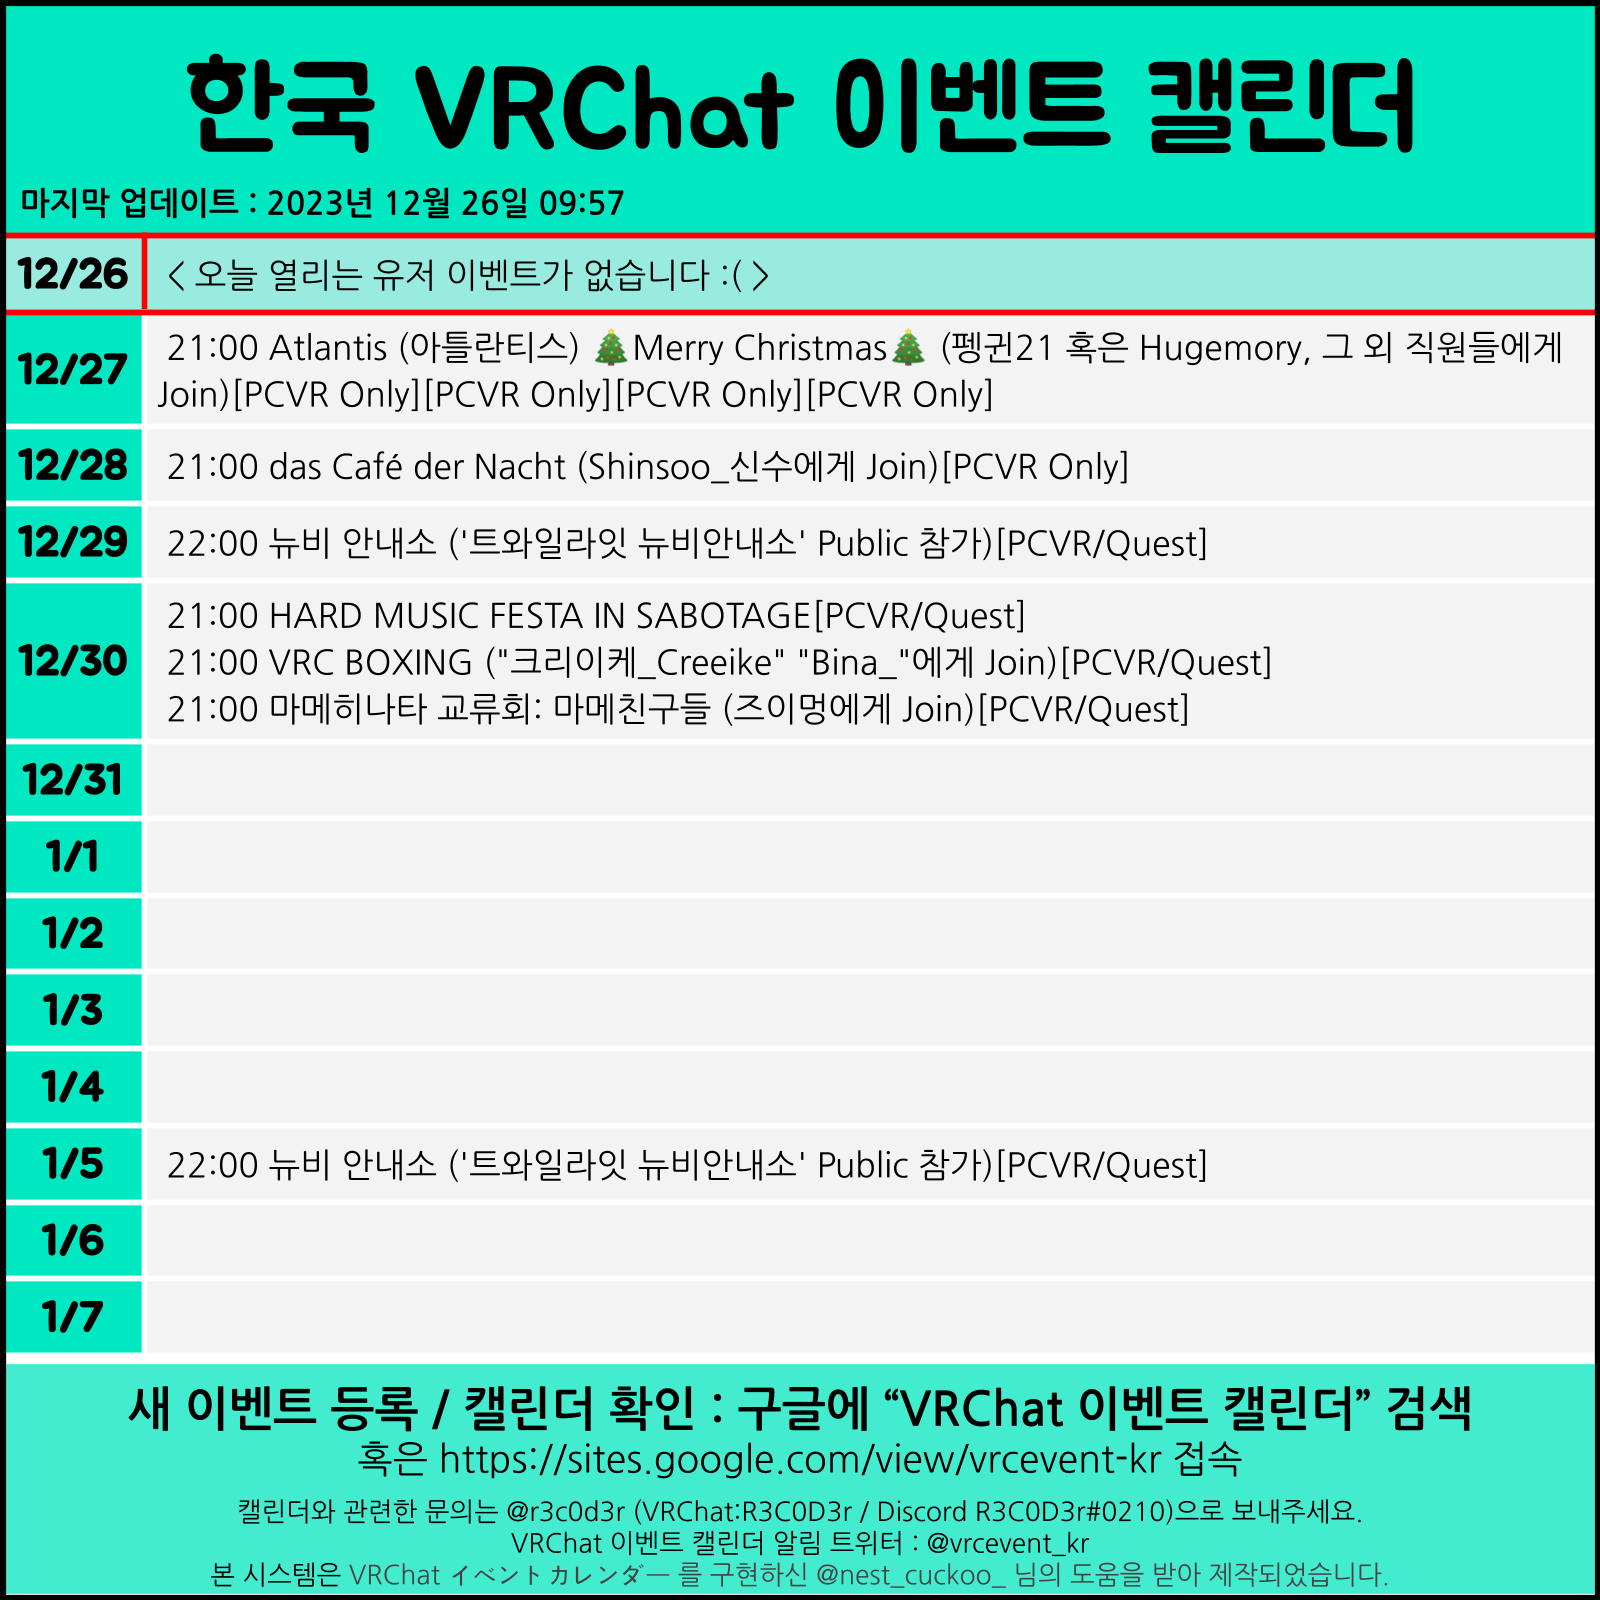 한국 VRChat 이벤트 캘린더
마지막 업데이트 : 2023년 12월 26일 09:57
12/26 < 오늘 열리는 유저 이벤트가 없습니다 :( >
12/27 21:00 Atlantis (아틀란티스) 🎄Merry Christmas🎄 (펭귄21 혹은 Hugemory, 그 외 직원들에게
Join)[PCVR Only][PCVR Only][PCVR Only][PCVR Only]
12/28 21:00 das Café der Nacht (Shinsoo_신수에게 Join)[PCVR Only]
12/29 22:00 뉴비 안내소 ('트와일라잇 뉴비안내소' Public 참가)[PCVR/Quest]
12/30 21:00 HARD MUSIC FESTA IN SABOTAGE[PCVR/Quest]
21:00 VRC BOXING ("크리이케_Creeike" "Bina_"에게 Join)[PCVR/Quest]
21:00 마메히나타 교류회: 마메친구들 (즈이멍에게 Join)[PCVR/Quest]
12/31
1/1
1/2
1/3
1/4
1/5 22:00 뉴비 안내소 ('트와일라잇 뉴비안내소' Public 참가)[PCVR/Quest]
1/6
1/7
새 이벤트 등록 / 캘린더 확인 : 구글에 “VRChat 이벤트 캘린더” 검색
혹은 https://sites.google.com/view/vrcevent-kr 접속
캘린더와 관련한 문의는 @r3c0d3r (VRChat:R3C0D3r / Discord R3C0D3r#0210)으로 보내주세요.
VRChat 이벤트 캘린더 알림 트위터 : @vrcevent_kr
본 시스템은 VRChat イベントカレンダー 를 구현하신 @nest_cuckoo_ 님의 도움을 받아 제작되었습니다.